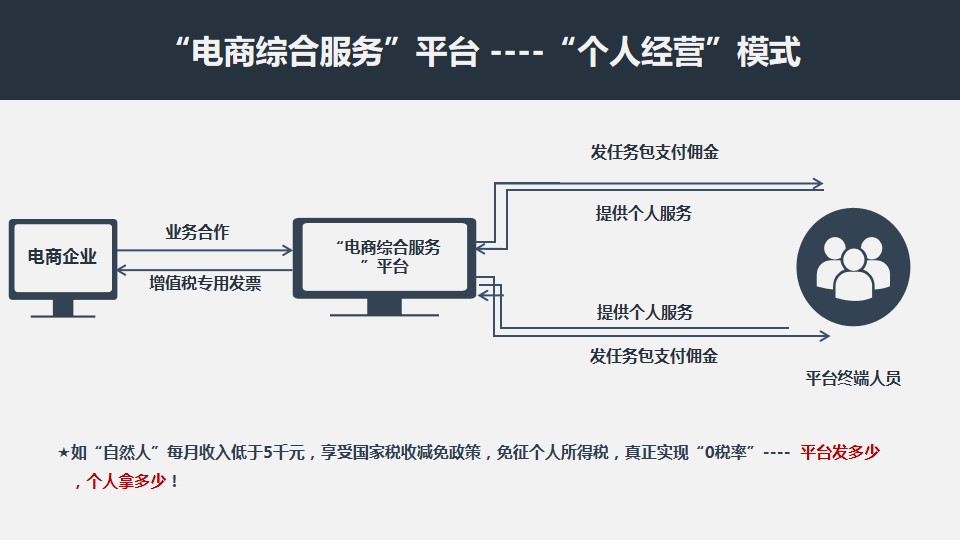 “电商综合服务”平台 ----“个人经营”模式
发任务包支付佣金
提供个人服务
业务合作
电商企业
“电商综合服务
”平台
增值税专用发票
提供个人服务
发任务包支付佣金
平台终端人员
★如“自然人”每月收入低于5千元，享受国家税收减免政策，免征个人所得税，真正实现“0税率”---- 平台发多少
，个人拿多少！